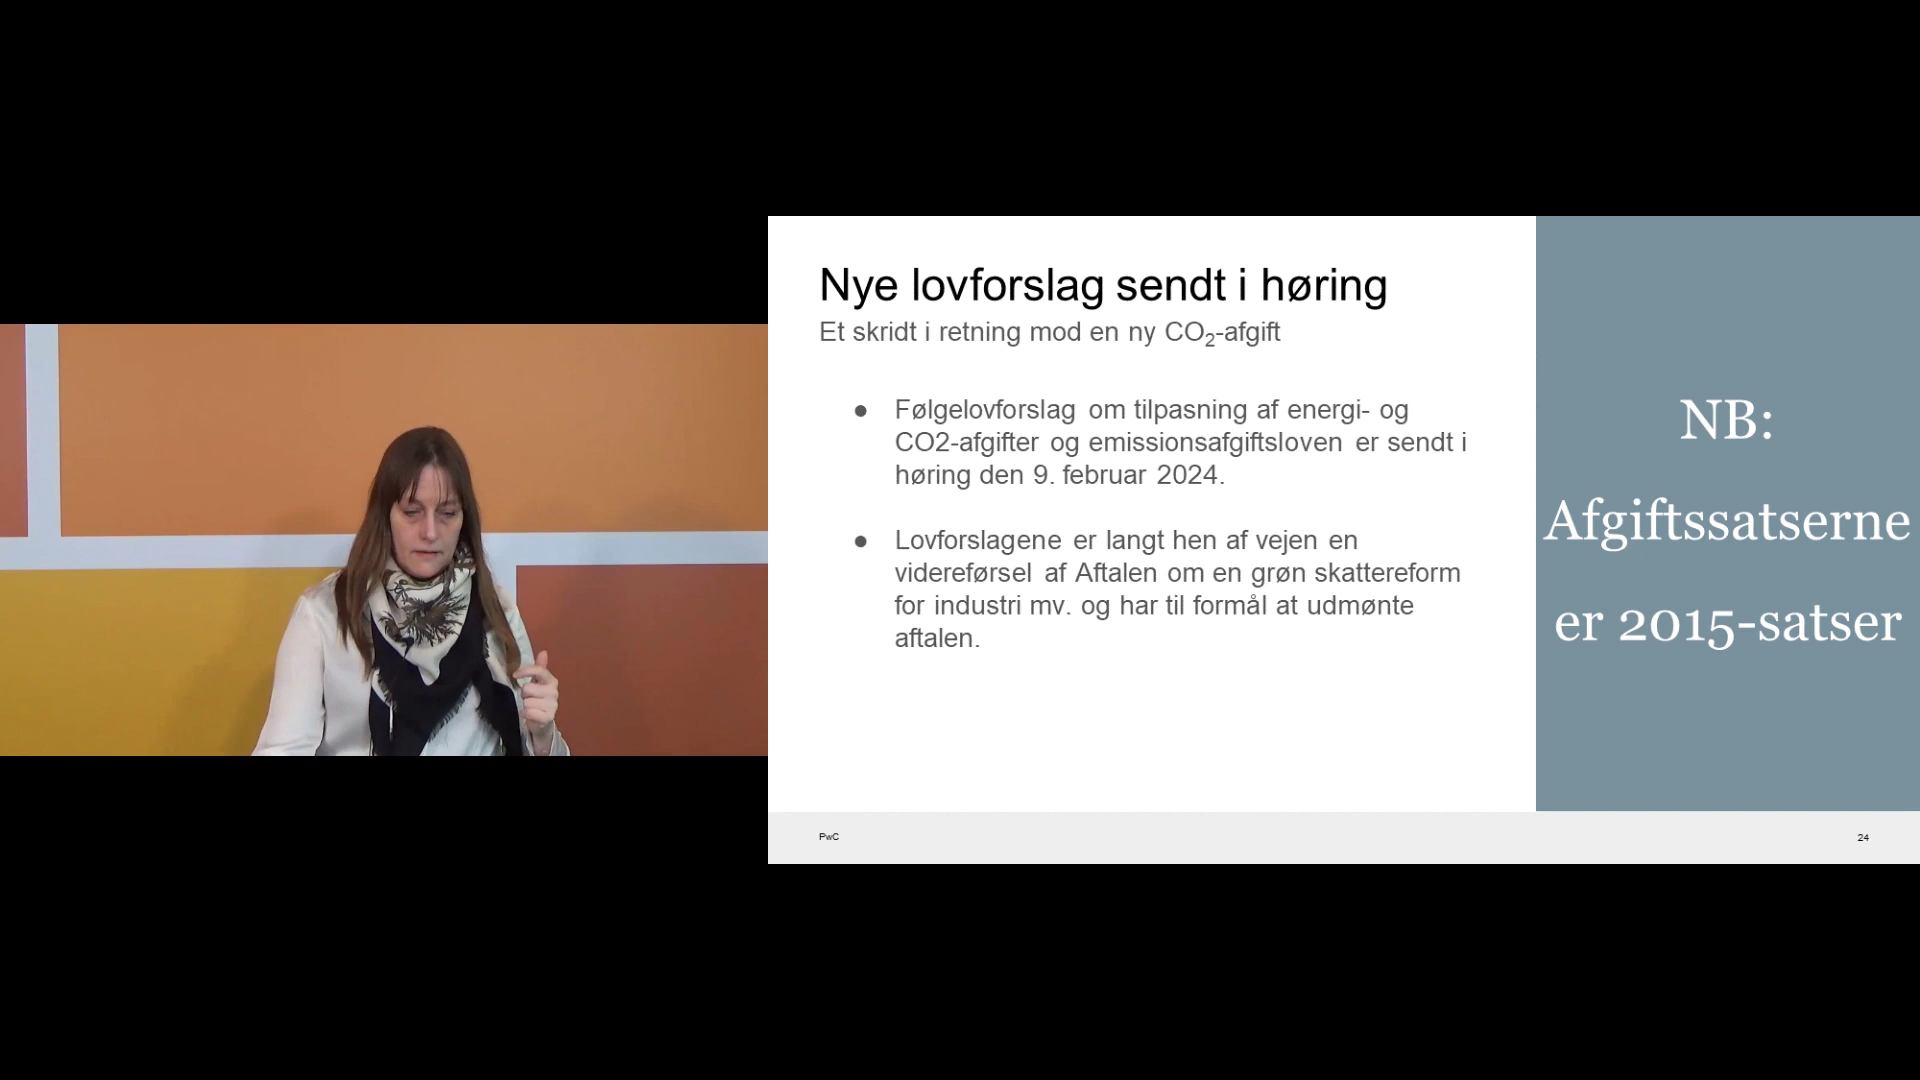 Nye lovforslag sendt i høring
Et skridt i retning mod en ny CO₂-afgift
● Følgelovforslag om tilpasning af energi- og
CO2-afgifter og emissionsafgiftsloven er sendt i
høring den 9. februar 2024.
● Lovforslagene er langt hen af vejen en
videreførsel af Aftalen om en grøn skattereform
for industri mv. og har til formål at udmønte
aftalen.
NB:
Afgiftssatserne
er 2015-satser
PwC
24